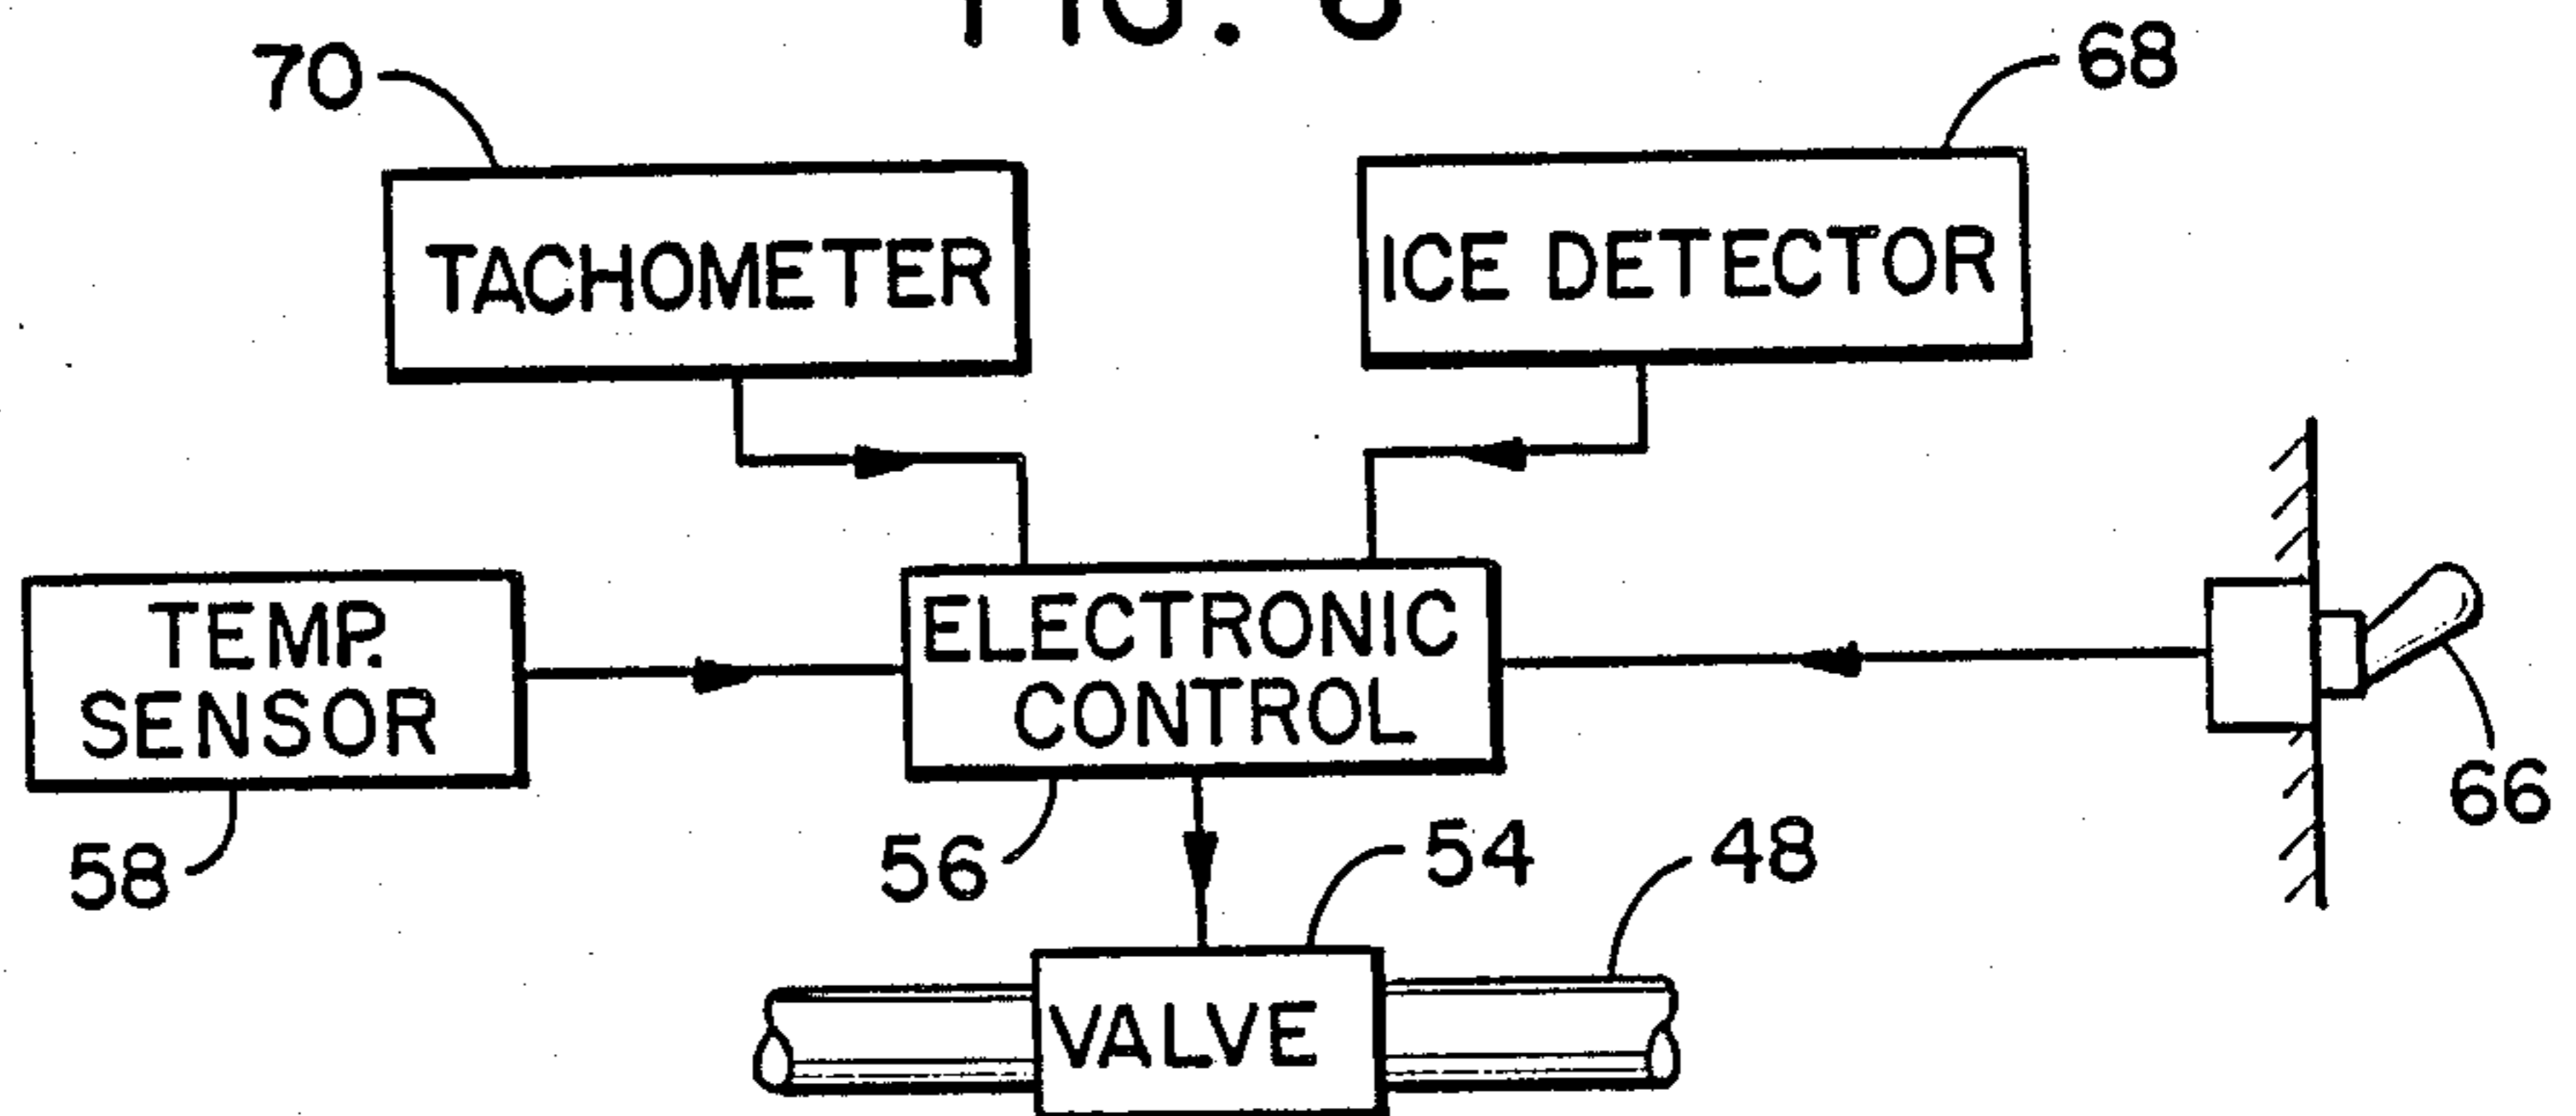 70
68
TACHOMETER
ICE DETECTOR
TEMP.
SENSOR
ELECTRONIC
CONTROL
66
58
56
54
48
VALVE